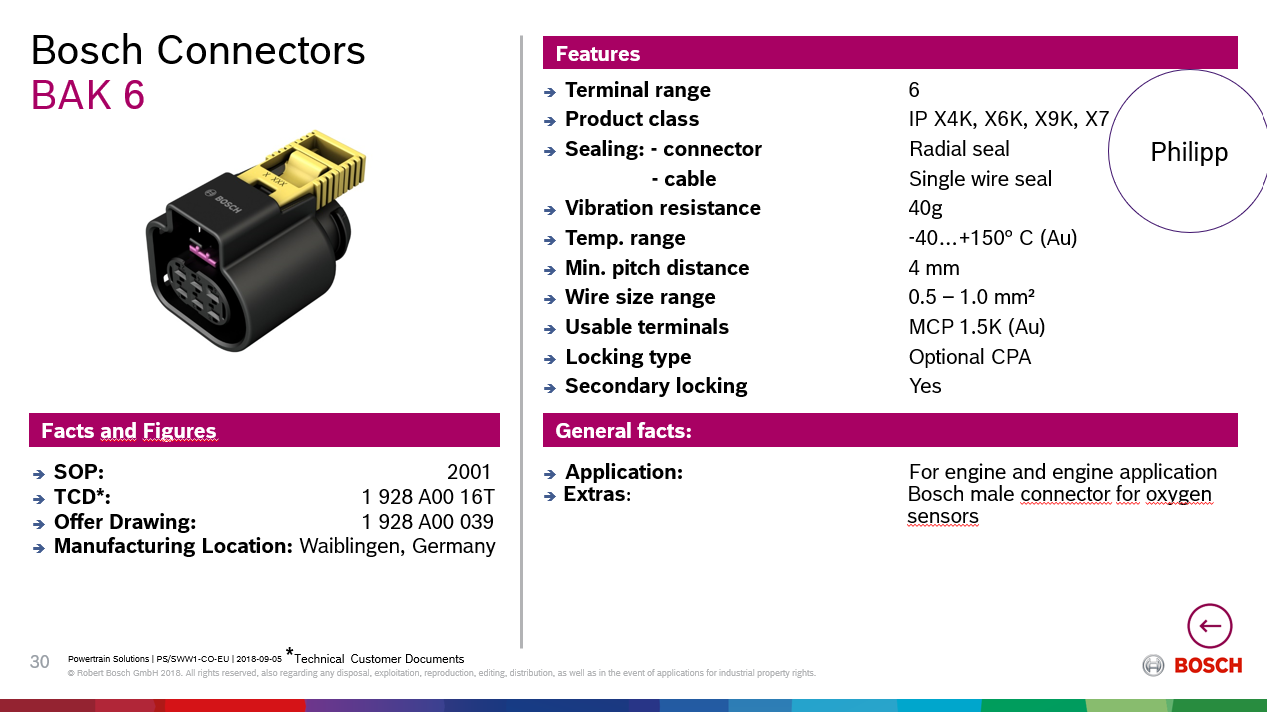 Bosch Connectors
BAK 6
X XXX
BOSCH
Facts and Figures
SOP: 2001
TCD*: 1 928 A00 16T
Offer Drawing: 1 928 A00 039
Manufacturing Location: Waiblingen, Germany
Features
Terminal range 6
Product class IP X4K, X6K, X9K, X7
Sealing: - connector Radial seal
- cable Single wire seal
Vibration resistance 40g
Temp. range -40…+150° C (Au)
Min. pitch distance 4 mm
Wire size range 0.5 – 1.0 mm²
Usable terminals MCP 1.5K (Au)
Locking type Optional CPA
Secondary locking Yes
Philipp
General facts:
Application: For engine and engine application
Extras: Bosch male connector for oxygen
sensors
30
Powertrain Solutions | PS/SWW1-CO-EU | 2018-09-05 *Technical Customer Documents
© Robert Bosch GmbH 2018. All rights reserved, also regarding any disposal, exploitation, reproduction, editing, distribution, as well as in the event of applications for industrial property rights.
BOSCH